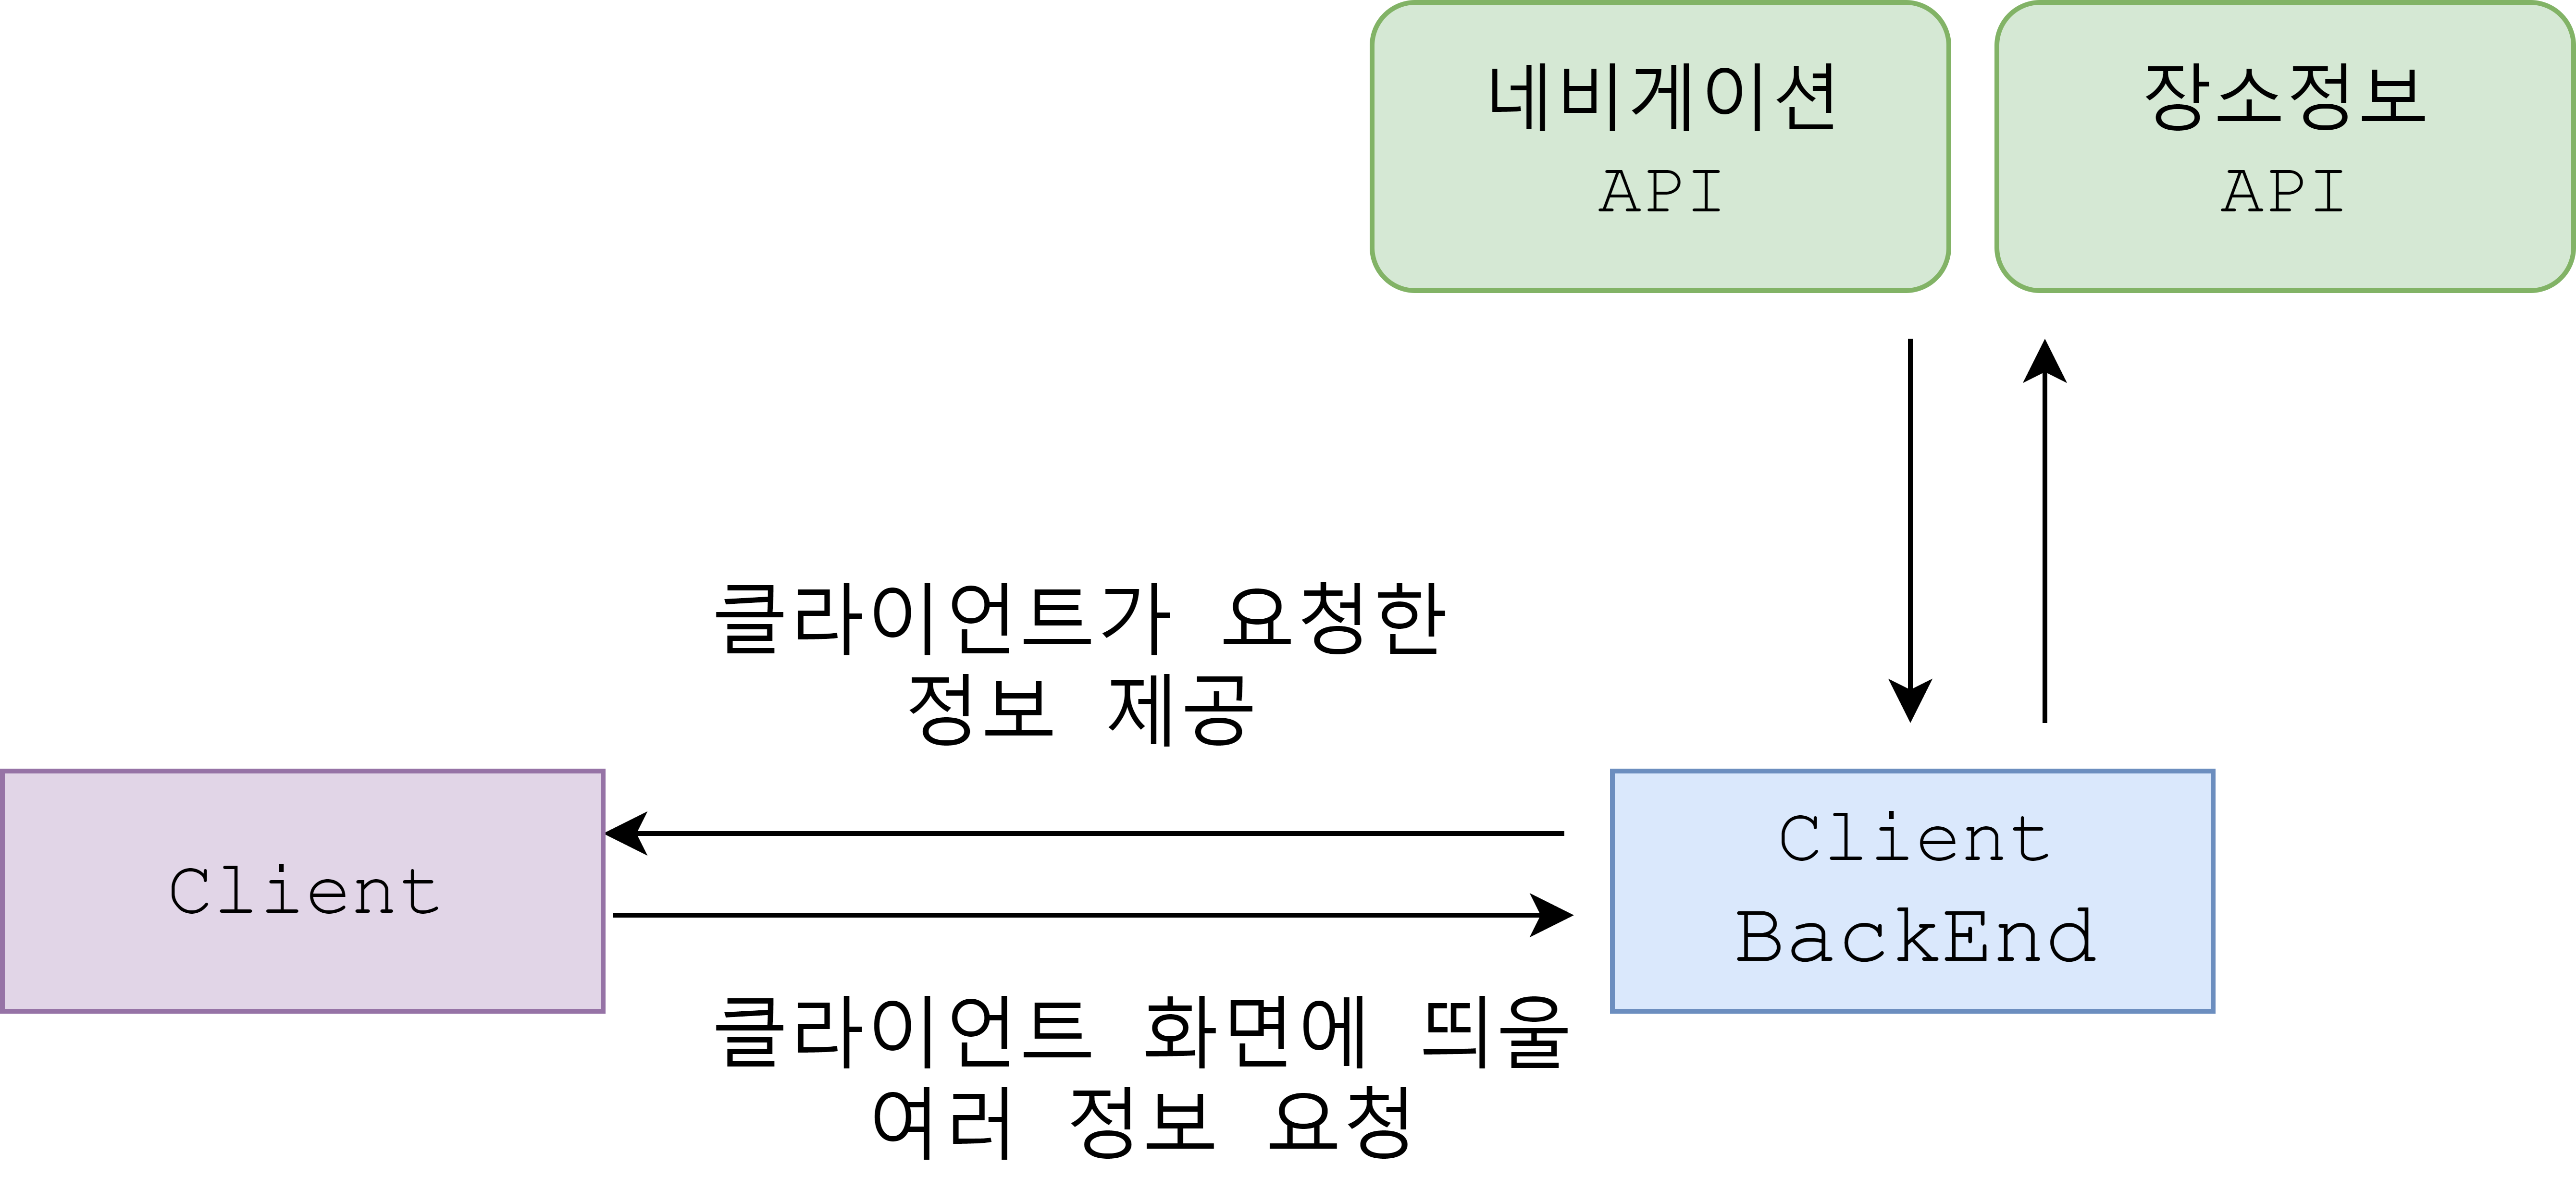 네비게이션
API
장소정보
API
클라이언트가 요청한
정보 제공
Client
Client
BackEnd
클라이언트 화면에 띄울
여러 정보 요청